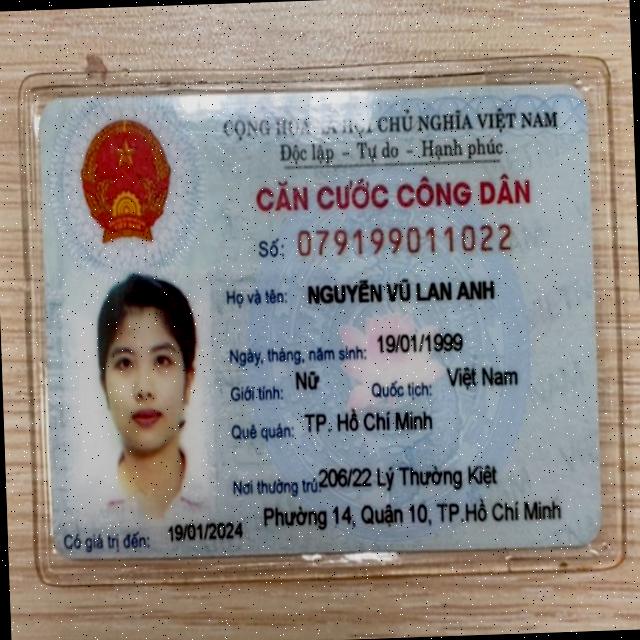 CỘNG HOÀ XÃ HỘI CHỦ NGHĨA VIỆT NAM
Độc lập - Tự do - Hạnh phúc
CĂN CƯỚC CÔNG DÂN
Số: 079199011022
Họ và tên: NGUYỄN VŨ LAN ANH
Ngày, tháng, năm sinh: 19/01/1999
Giới tính: Nữ Quốc tịch: Việt Nam
Quê quán: TP. Hồ Chí Minh
Nơi thường trú: 206/22 Lý Thường Kiệt
Phường 14, Quận 10, TP.Hồ Chí Minh
Có giá trị đến: 19/01/2024